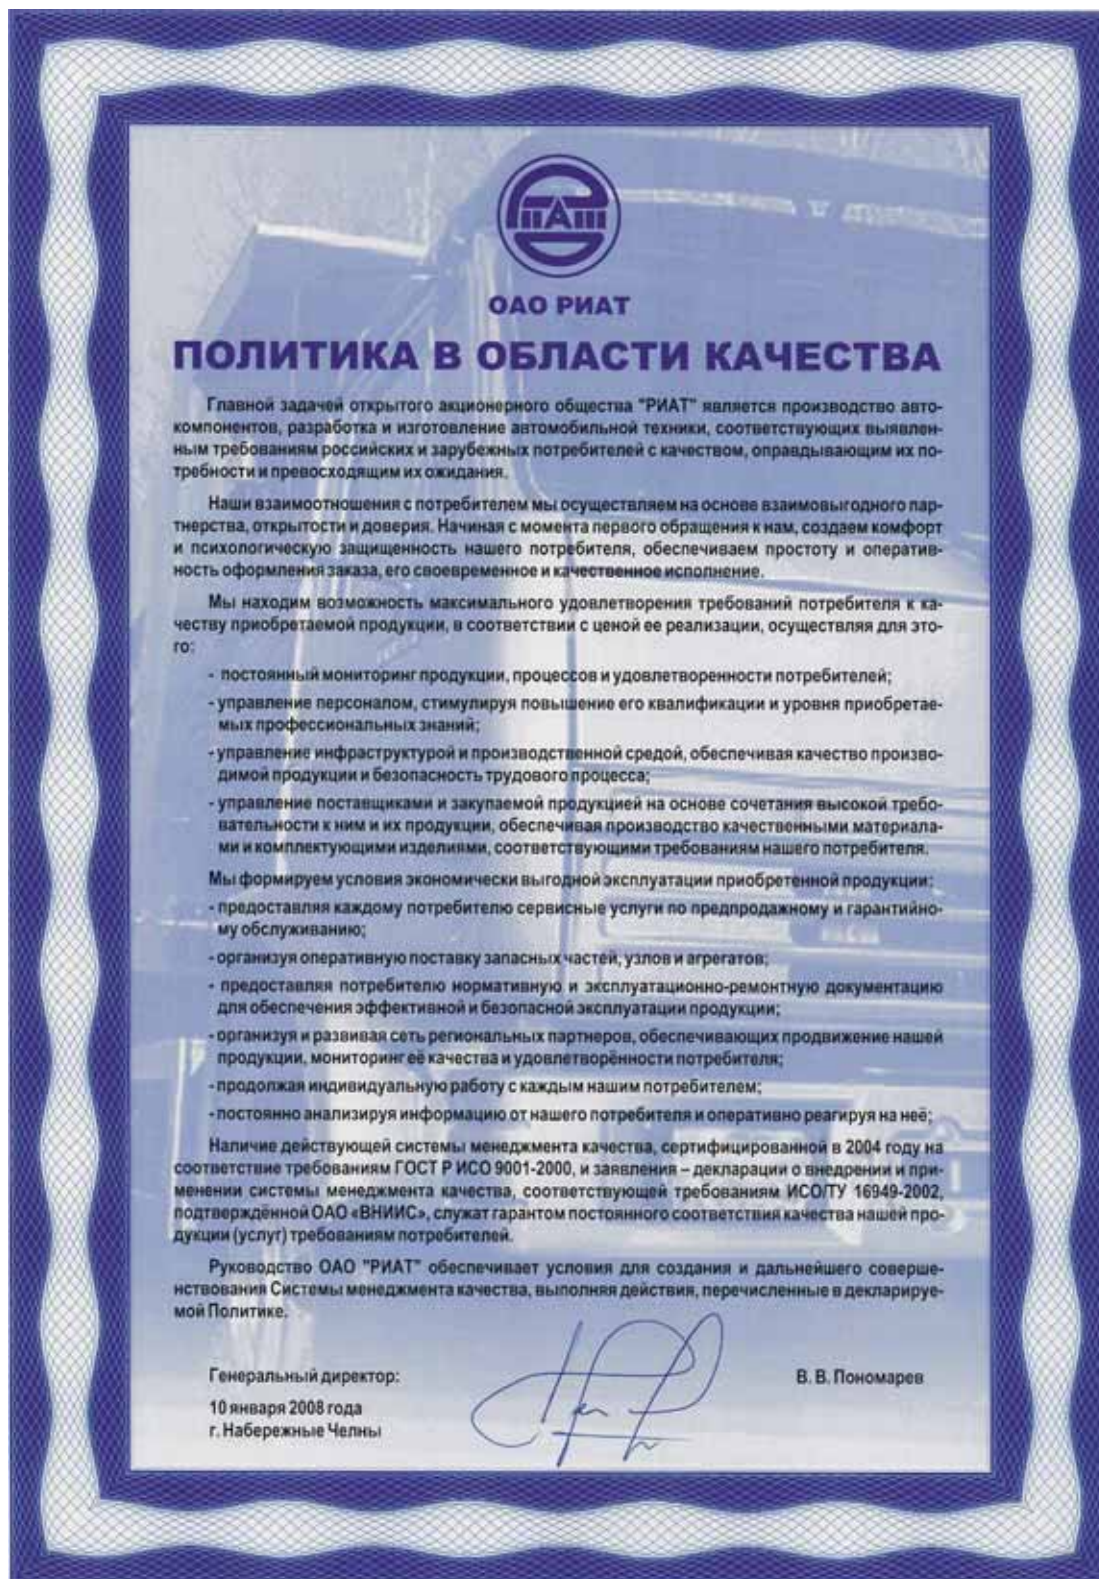 РИАТ
ОАО РИАТ
ПОЛИТИКА В ОБЛАСТИ КАЧЕСТВА
Главной задачей открытого акционерного общества "РИАТ" является производство авто-
компонентов, разработка и изготовление автомобильной техники, соответствующих выявлен-
ным требованиям российских и зарубежных потребителей с качеством, оправдывающим их по-
требности и превосходящим их ожидания.
Наши взаимоотношения с потребителем мы осуществляем на основе взаимовыгодного пар-
тнерства, открытости и доверия. Начиная с момента первого обращения к нам, создаем комфорт
и психологическую защищенность нашего потребителя, обеспечиваем простоту и оператив-
ность оформления заказа, его своевременное и качественное исполнение.
Мы находим возможность максимального удовлетворения требований потребителя к ка-
честву приобретаемой продукции, в соответствии с ценой ее реализации, осуществляя для это-
го:
- постоянный мониторинг продукции, процессов и удовлетворенности потребителей;
- управление персоналом, стимулируя повышение его квалификации и уровня приобретае-
мых профессиональных знаний;
- управление инфраструктурой и производственной средой, обеспечивая качество произво-
димой продукции и безопасность трудового процесса;
- управление поставщиками и закупаемой продукцией на основе сочетания высокой требо-
вательности к ним и их продукции, обеспечивая производство качественными материала-
ми и комплектующими изделиями, соответствующими требованиям нашего потребителя.
Мы формируем условия экономически выгодной эксплуатации приобретенной продукции:
- предоставляя каждому потребителю сервисные услуги по предпродажному и гарантийно-
му обслуживанию;
- организуя оперативную поставку запасных частей, узлов и агрегатов;
- предоставляя потребителю нормативную и эксплуатационно-ремонтную документацию
для обеспечения эффективной и безопасной эксплуатации продукции;
- организуя и развивая сеть региональных партнеров, обеспечивающих продвижение нашей
продукции, мониторинг её качества и удовлетворённости потребителя;
- продолжая индивидуальную работу с каждым нашим потребителем;
- постоянно анализируя информацию от нашего потребителя и оперативно реагируя на неё;
Наличие действующей системы менеджмента качества, сертифицированной в 2004 году на
соответствие требованиям ГОСТ Р ИСО 9001-2000, и заявления – декларации о внедрении и при-
менении системы менеджмента качества, соответствующей требованиям ИСО/ТУ 16949-2002,
подтверждённой ОАО «ВНИИС», служат гарантом постоянного соответствия качества нашей про-
дукции (услуг) требованиям потребителей.
Руководство ОАО "РИАТ" обеспечивает условия для создания и дальнейшего соверше-
нствования Системы менеджмента качества, выполняя действия, перечисленные в декларируе-
мой Политике.
Генеральный директор: В. В. Пономарев
10 января 2008 года
г. Набережные Челны